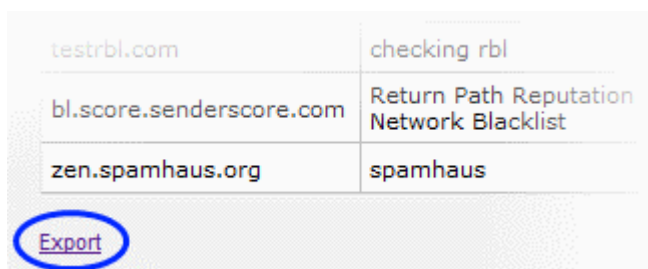 testrbl.com checking rbl
bl.score.senderscore.com Return Path Reputation
Network Blacklist
zen.spamhaus.org spamhaus
Export